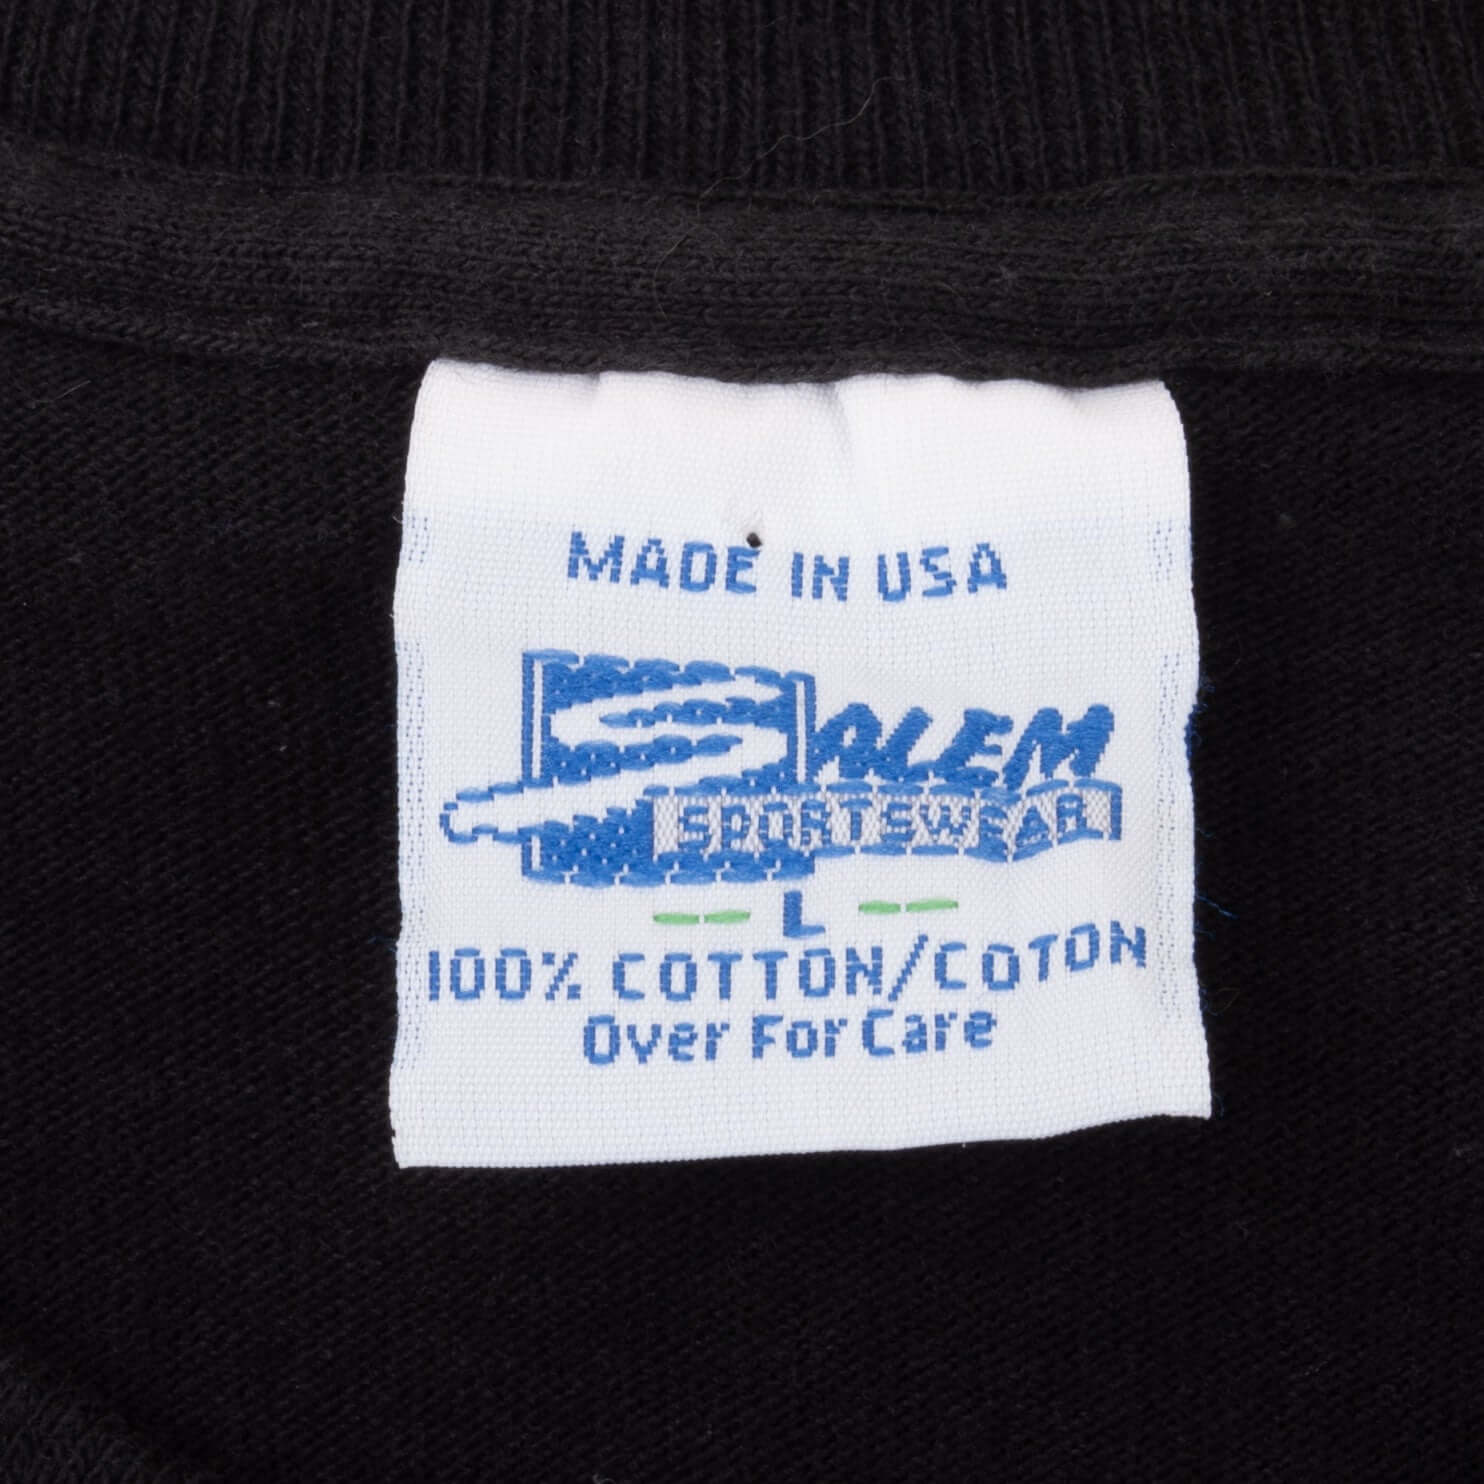 MADE IN USA
SALEM
SPORTSWEAR
L
100% COTTON/COTON
Over For Care